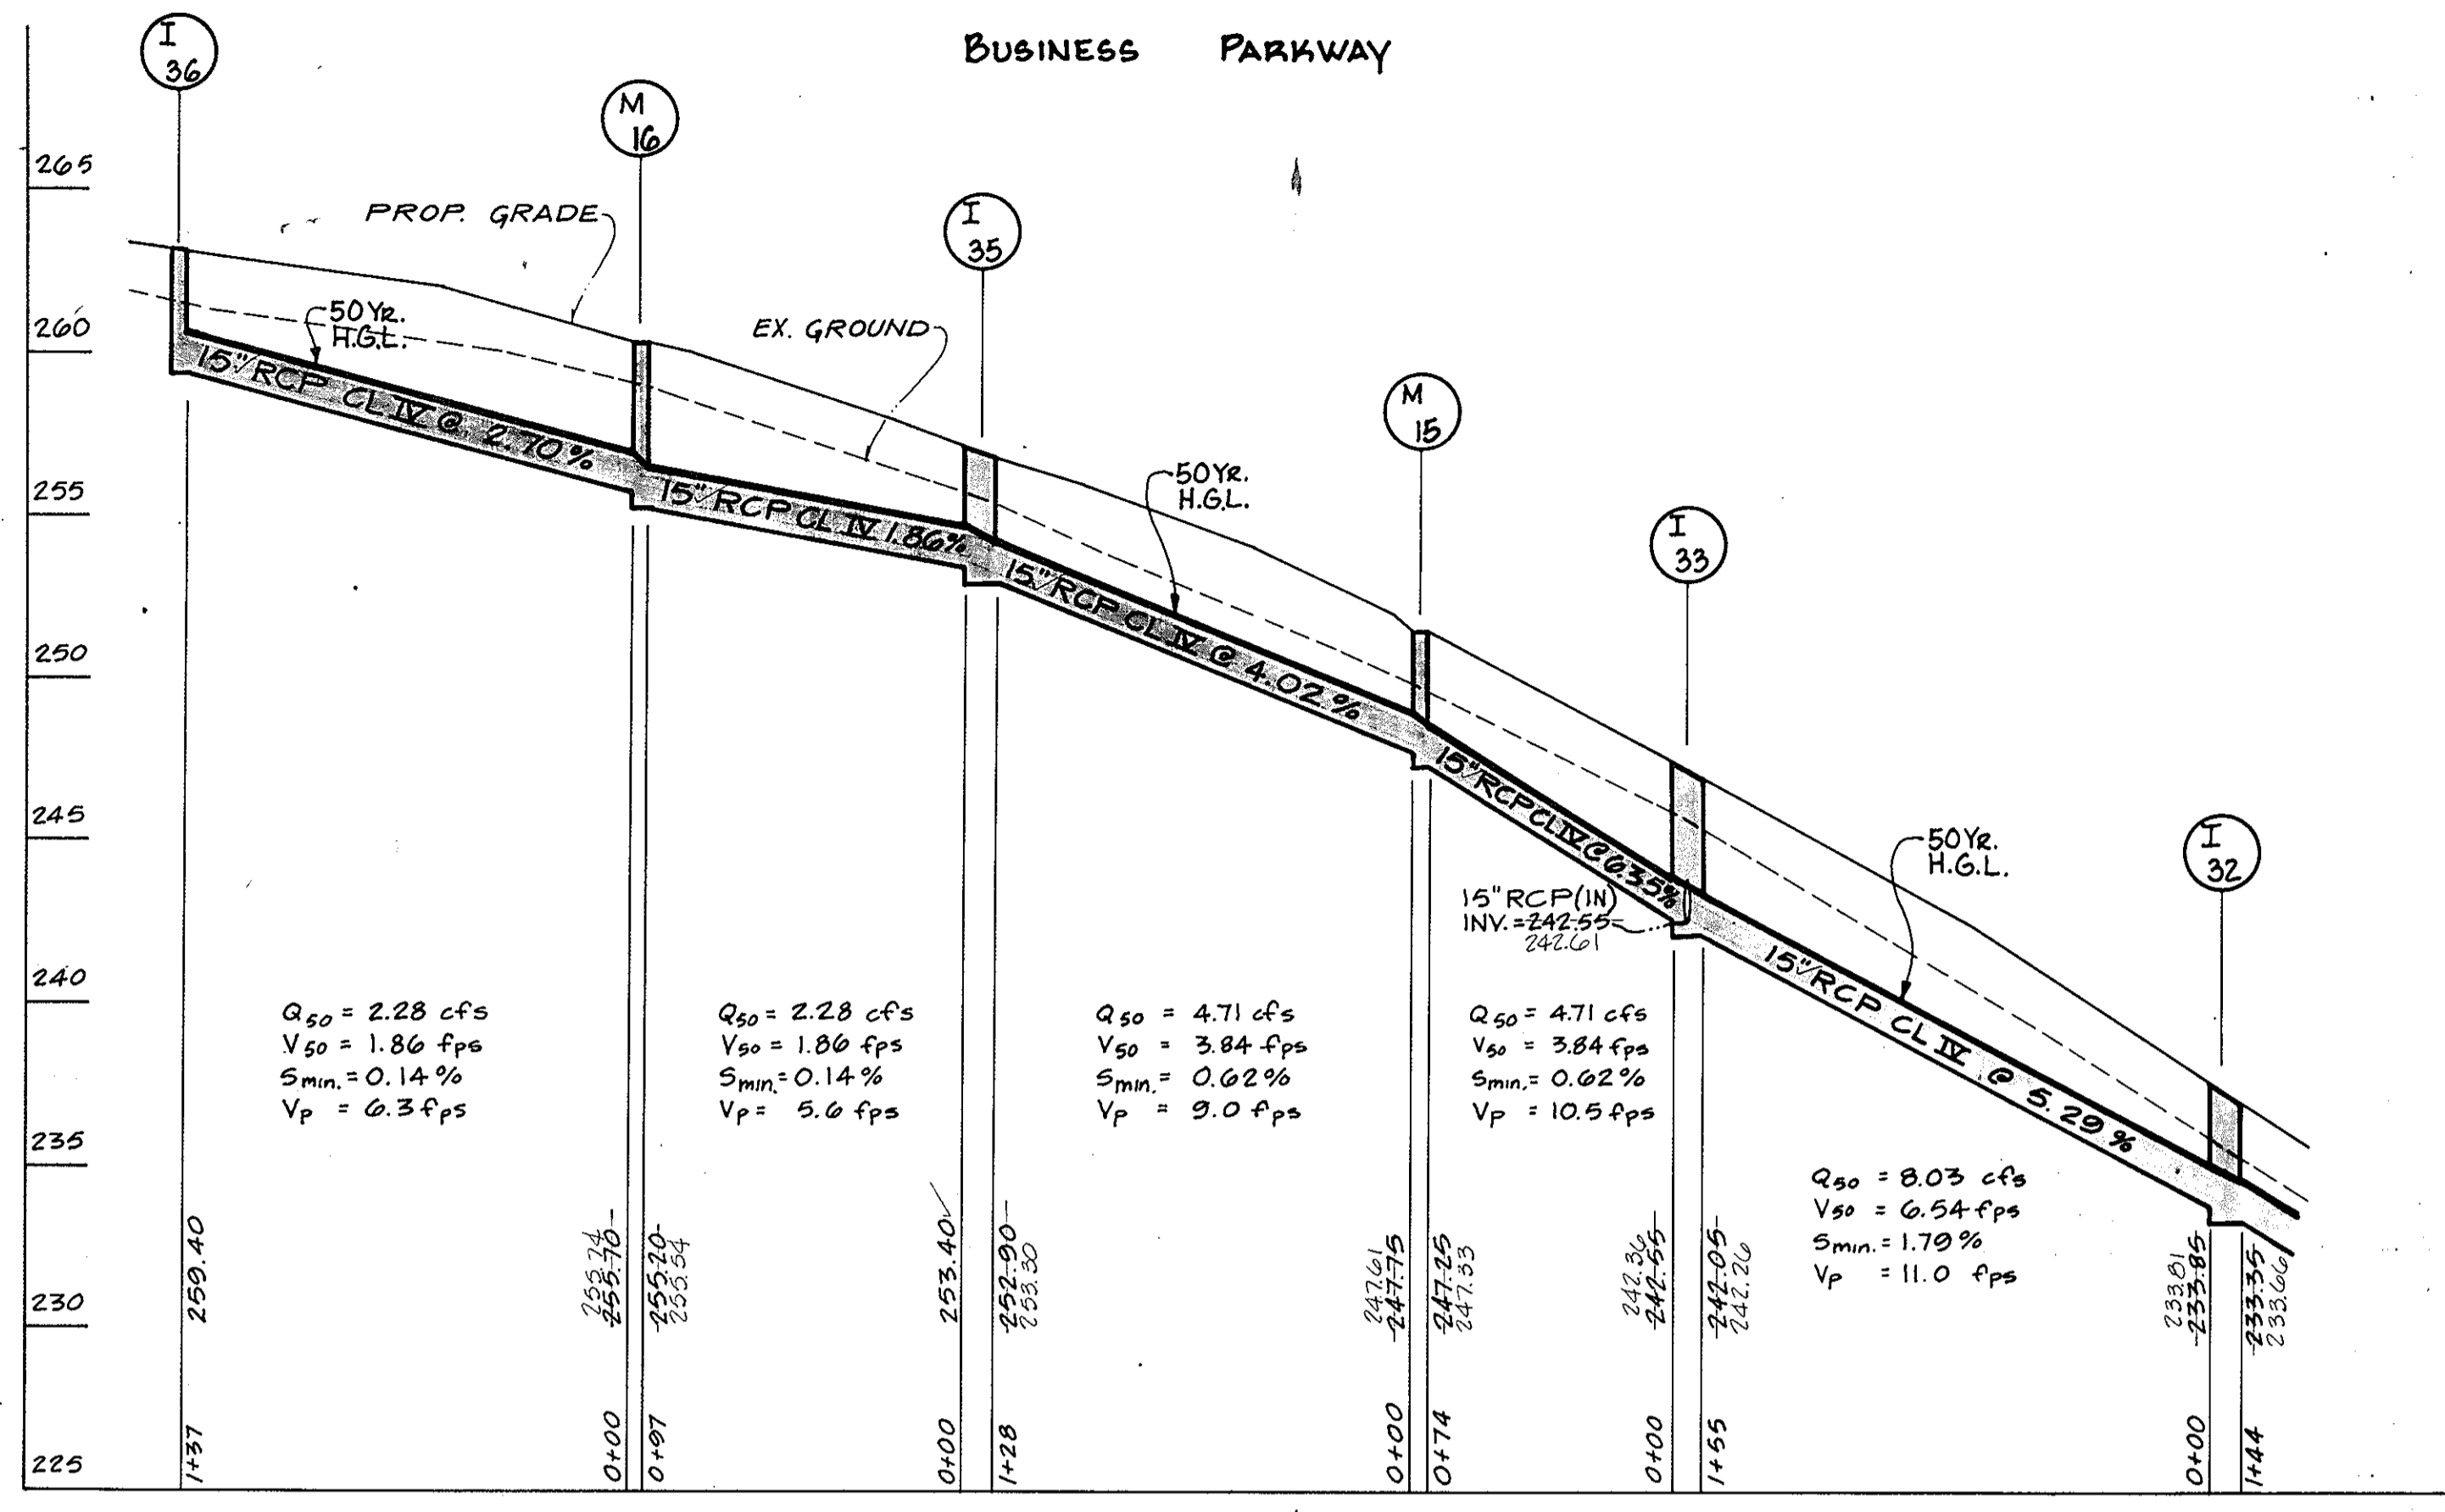 BUSINESS PARKWAY
I
36
M
16
I
35
M
15
I
33
I
32
265
260
255
250
245
240
235
230
225
PROP. GRADE
50 YR.
H.G.L.
EX. GROUND
50 YR.
H.G.L.
50 YR.
H.G.L.
15" RCP CL IV @ 2.70%
15" RCP CL IV 1.86%
15" RCP CL IV @ 4.02%
15" RCP CL IV @ 6.35%
15" RCP CL IV @ 5.29%
15" RCP (IN)
INV. = 242.55
242.61
Q50 = 2.28 cfs
V50 = 1.86 fps
Smin. = 0.14%
Vp = 6.3 fps
Q50 = 2.28 cfs
V50 = 1.86 fps
Smin. = 0.14%
Vp = 5.6 fps
Q50 = 4.71 cfs
V50 = 3.84 fps
Smin. = 0.62%
Vp = 9.0 fps
Q50 = 4.71 cfs
V50 = 3.84 fps
Smin. = 0.62%
Vp = 10.5 fps
Q50 = 8.03 cfs
V50 = 6.54 fps
Smin. = 1.79%
Vp = 11.0 fps
259.40
255.74
255.70
255.20
255.54
253.40
252.90
253.30
247.61
247.75
247.25
247.33
242.36
242.55
242.05
242.26
233.81
233.85
233.35
233.66
1+37
0+00
0+97
0+00
1+28
0+00
0+74
0+00
1+55
0+00
1+44